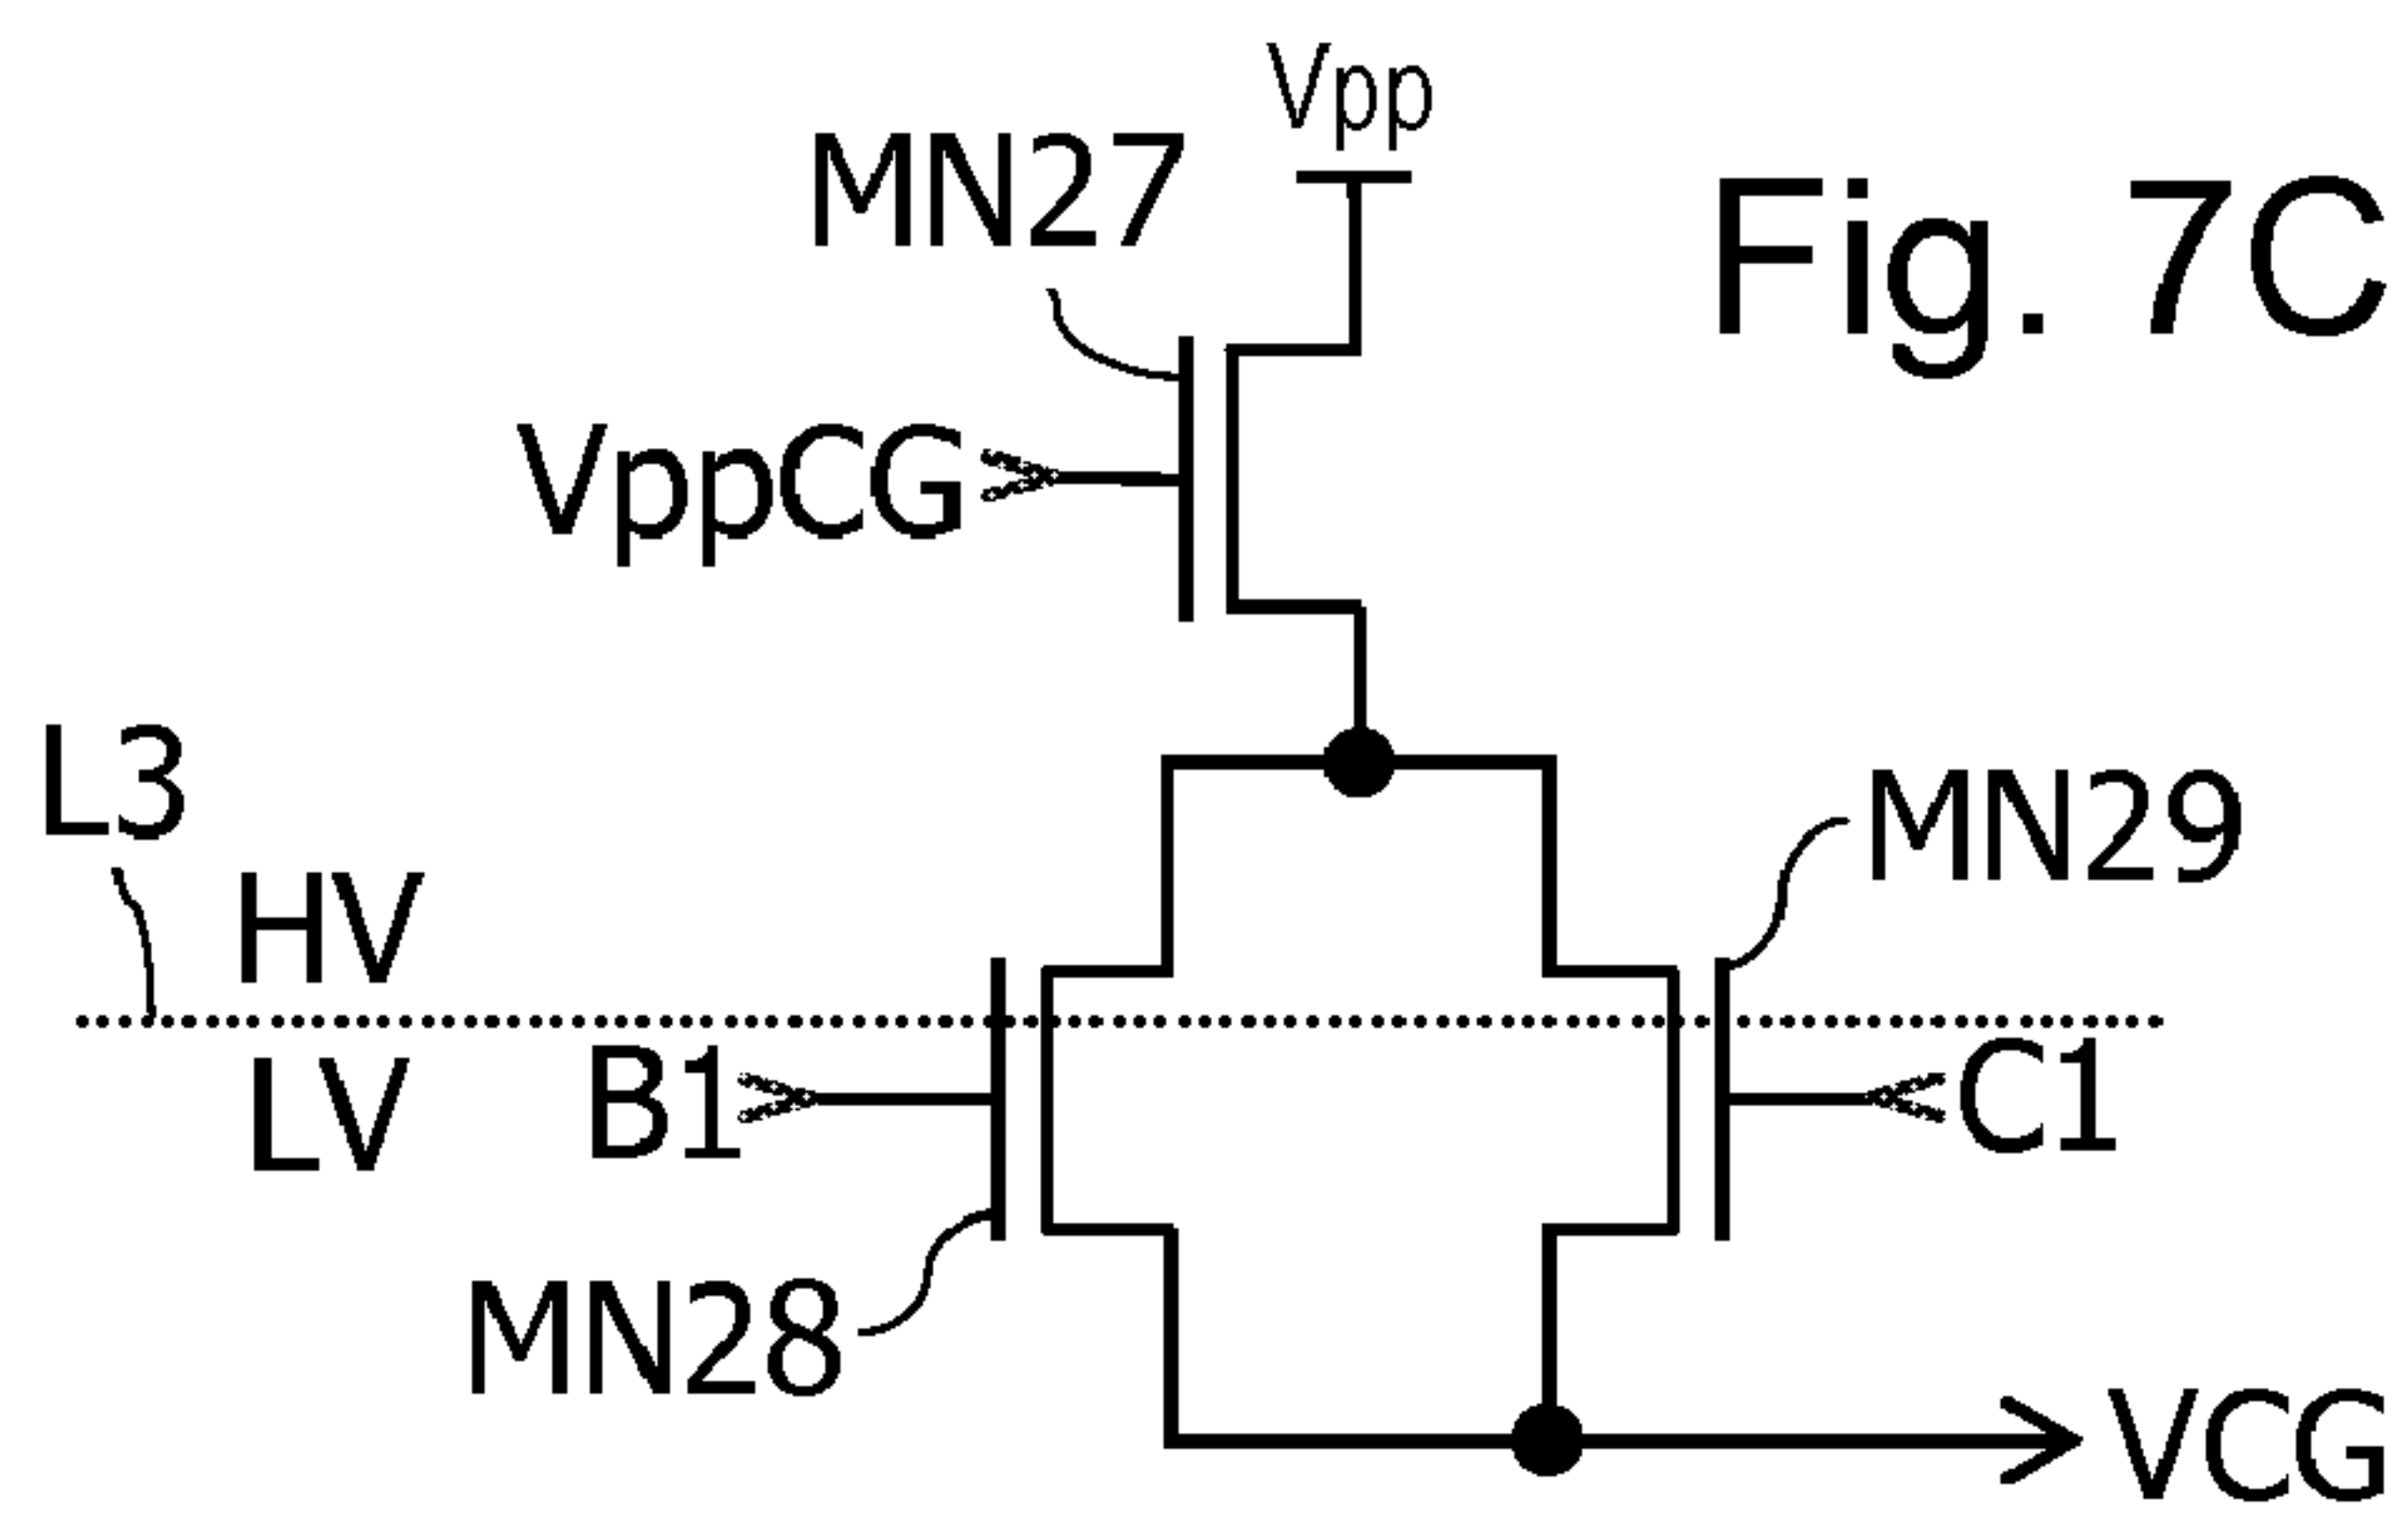 Vpp
MN27
Fig. 7C
VppCG
L3
MN29
HV
LV
B1
C1
MN28
VCG